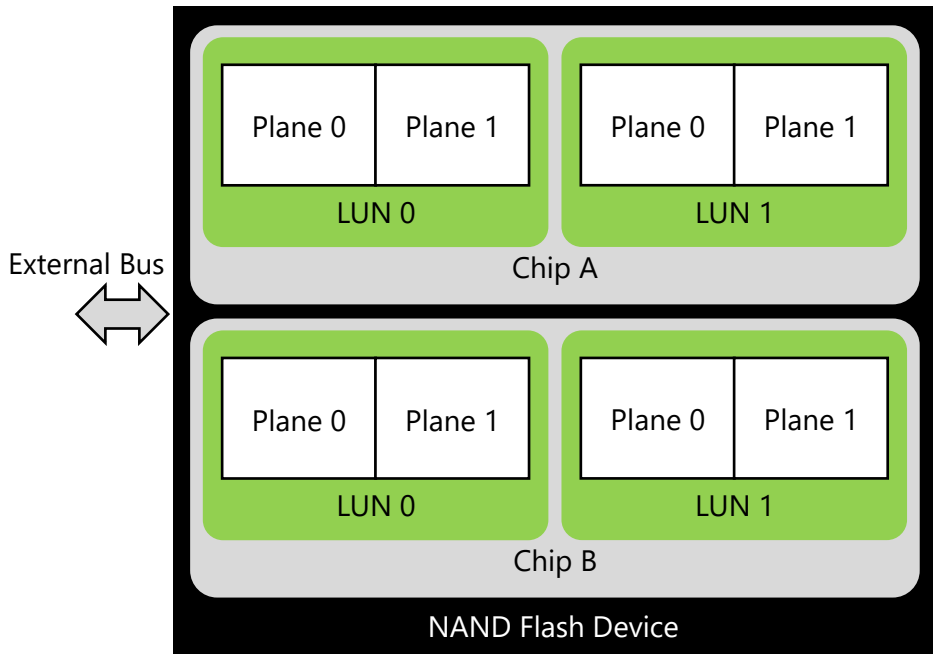 Plane 0 Plane 1 Plane 0 Plane 1
LUN 0 LUN 1
Chip A
External Bus
Plane 0 Plane 1 Plane 0 Plane 1
LUN 0 LUN 1
Chip B
NAND Flash Device